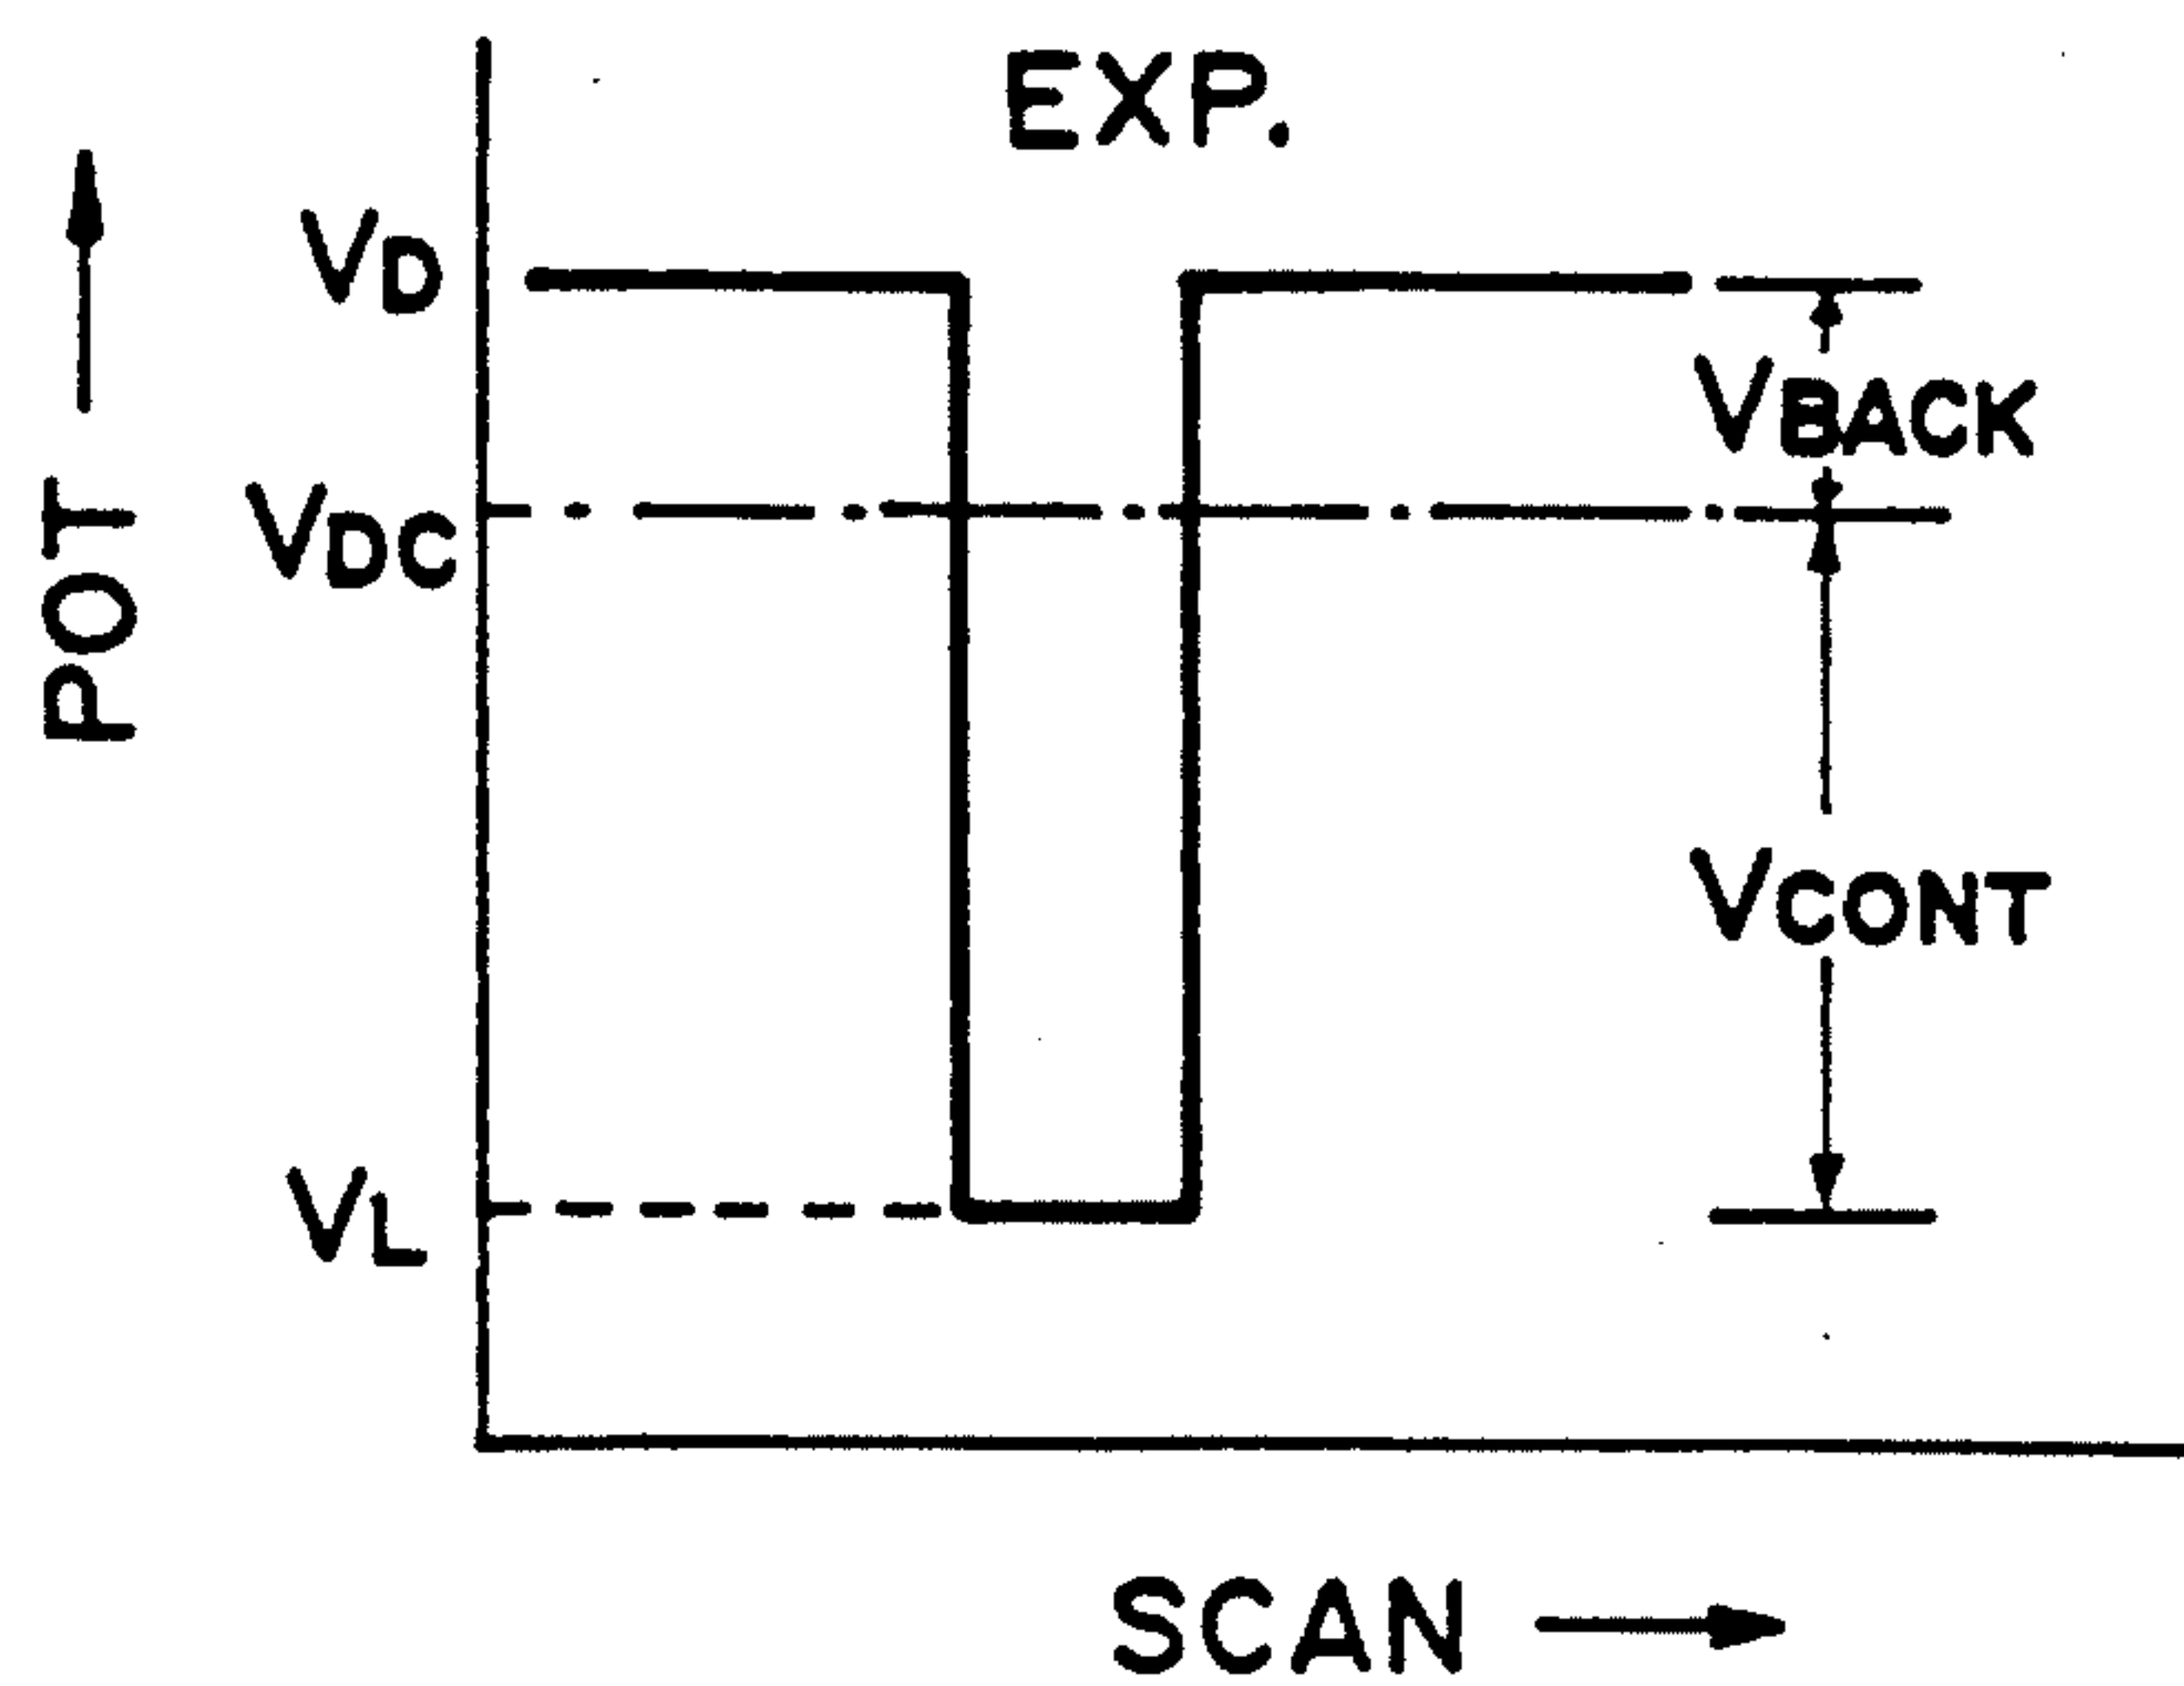 EXP.
VD
VBACK
VDC
POT
VCONT
VL
SCAN